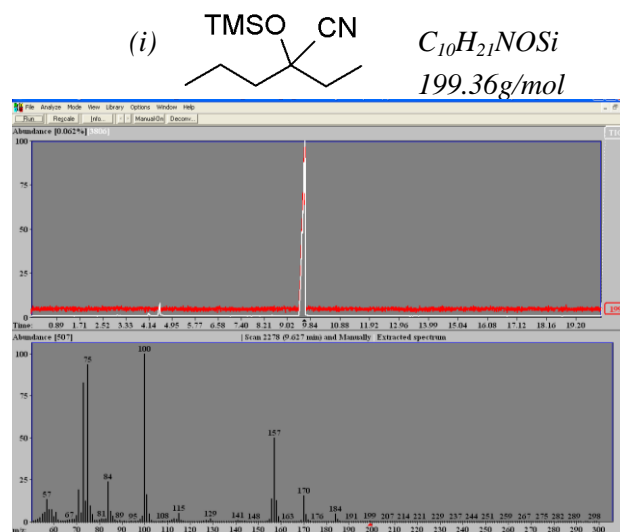 (i) TMSO CN C10H21NOSi
199.36g/mol
File Analyze Mode View Library Options Window Help
Run Rescale Info... Manual On Deconv...
Abundance [0.062%]
100
75
50
25
0
Time: 0.89 1.71 2.52 3.33 4.14 4.95 5.77 6.58 7.40 8.21 9.02 9.84 10.88 11.92 12.96 13.99 15.04 16.08 17.12 18.16 19.20
Abundance [507] Scan 2278 (9.627 min) and Manually Extracted spectrum
100
75
50
25
0
57 67 75 81 84 89 95 100 108 115 129 141 148 157 163 170 176 184 191 199 207 214 221 229 237 244 251 259 267 275 282 289 298
60 70 80 90 100 110 120 130 140 150 160 170 180 190 200 210 220 230 240 250 260 270 280 290 300